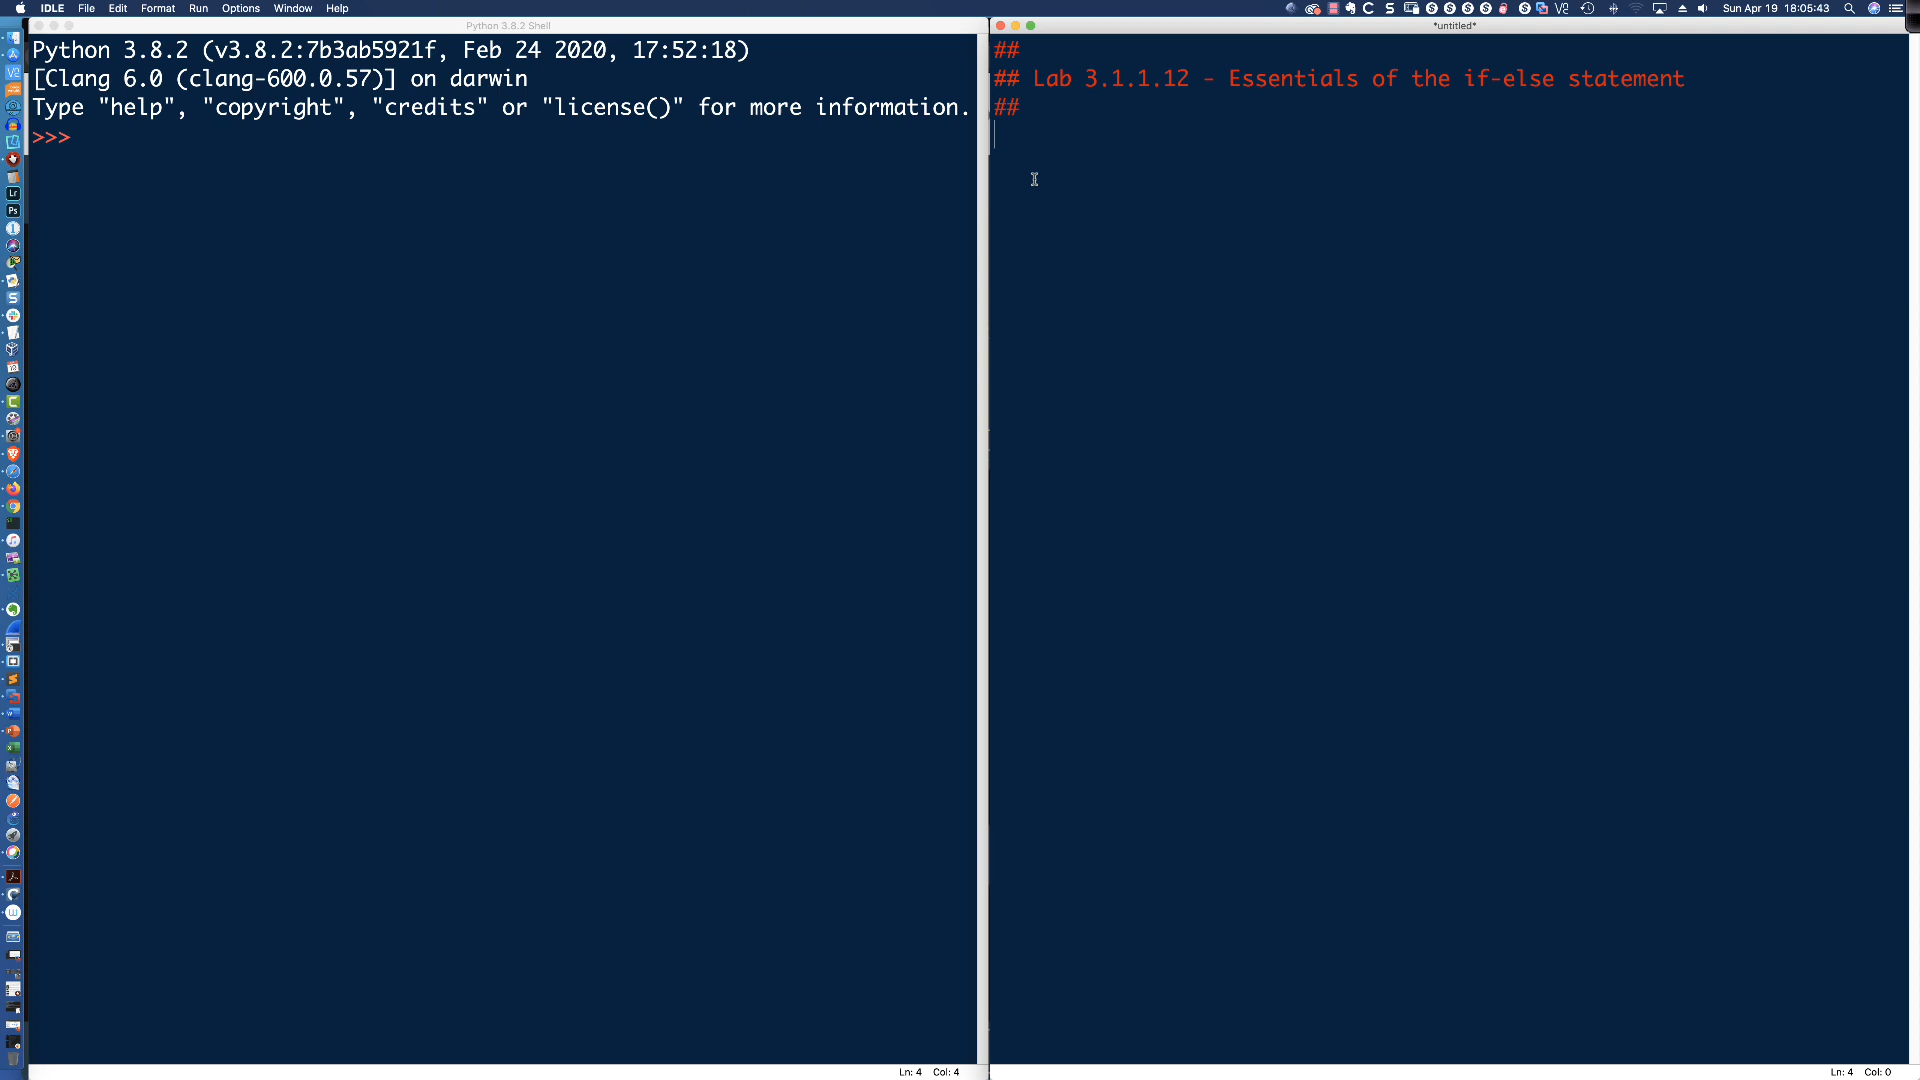 IDLE File Edit Format Run Options Window Help
Sun Apr 19 18:05:43
Python 3.8.2 Shell
Python 3.8.2 (v3.8.2:7b3ab5921f, Feb 24 2020, 17:52:18)
[Clang 6.0 (clang-600.0.57)] on darwin
Type "help", "copyright", "credits" or "license()" for more information.
>>>
Ln: 4 Col: 4
*untitled*
##
## Lab 3.1.1.12 - Essentials of the if-else statement
##
Ln: 4 Col: 0
Lr
Ps